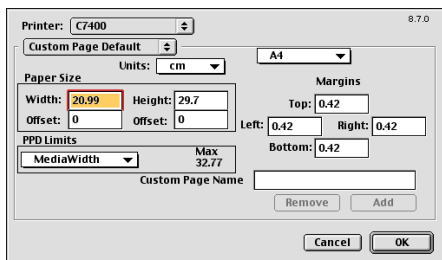 Printer: C7400 8.7.0
Custom Page Default A4
Units: cm
Paper Size Margins
Width: 20.99 Height: 29.7 Top: 0.42
Offset: 0 Offset: 0 Left: 0.42 Right: 0.42
PPD Limits Bottom: 0.42
MediaWidth Max
32.77
Custom Page Name
Remove Add
Cancel OK